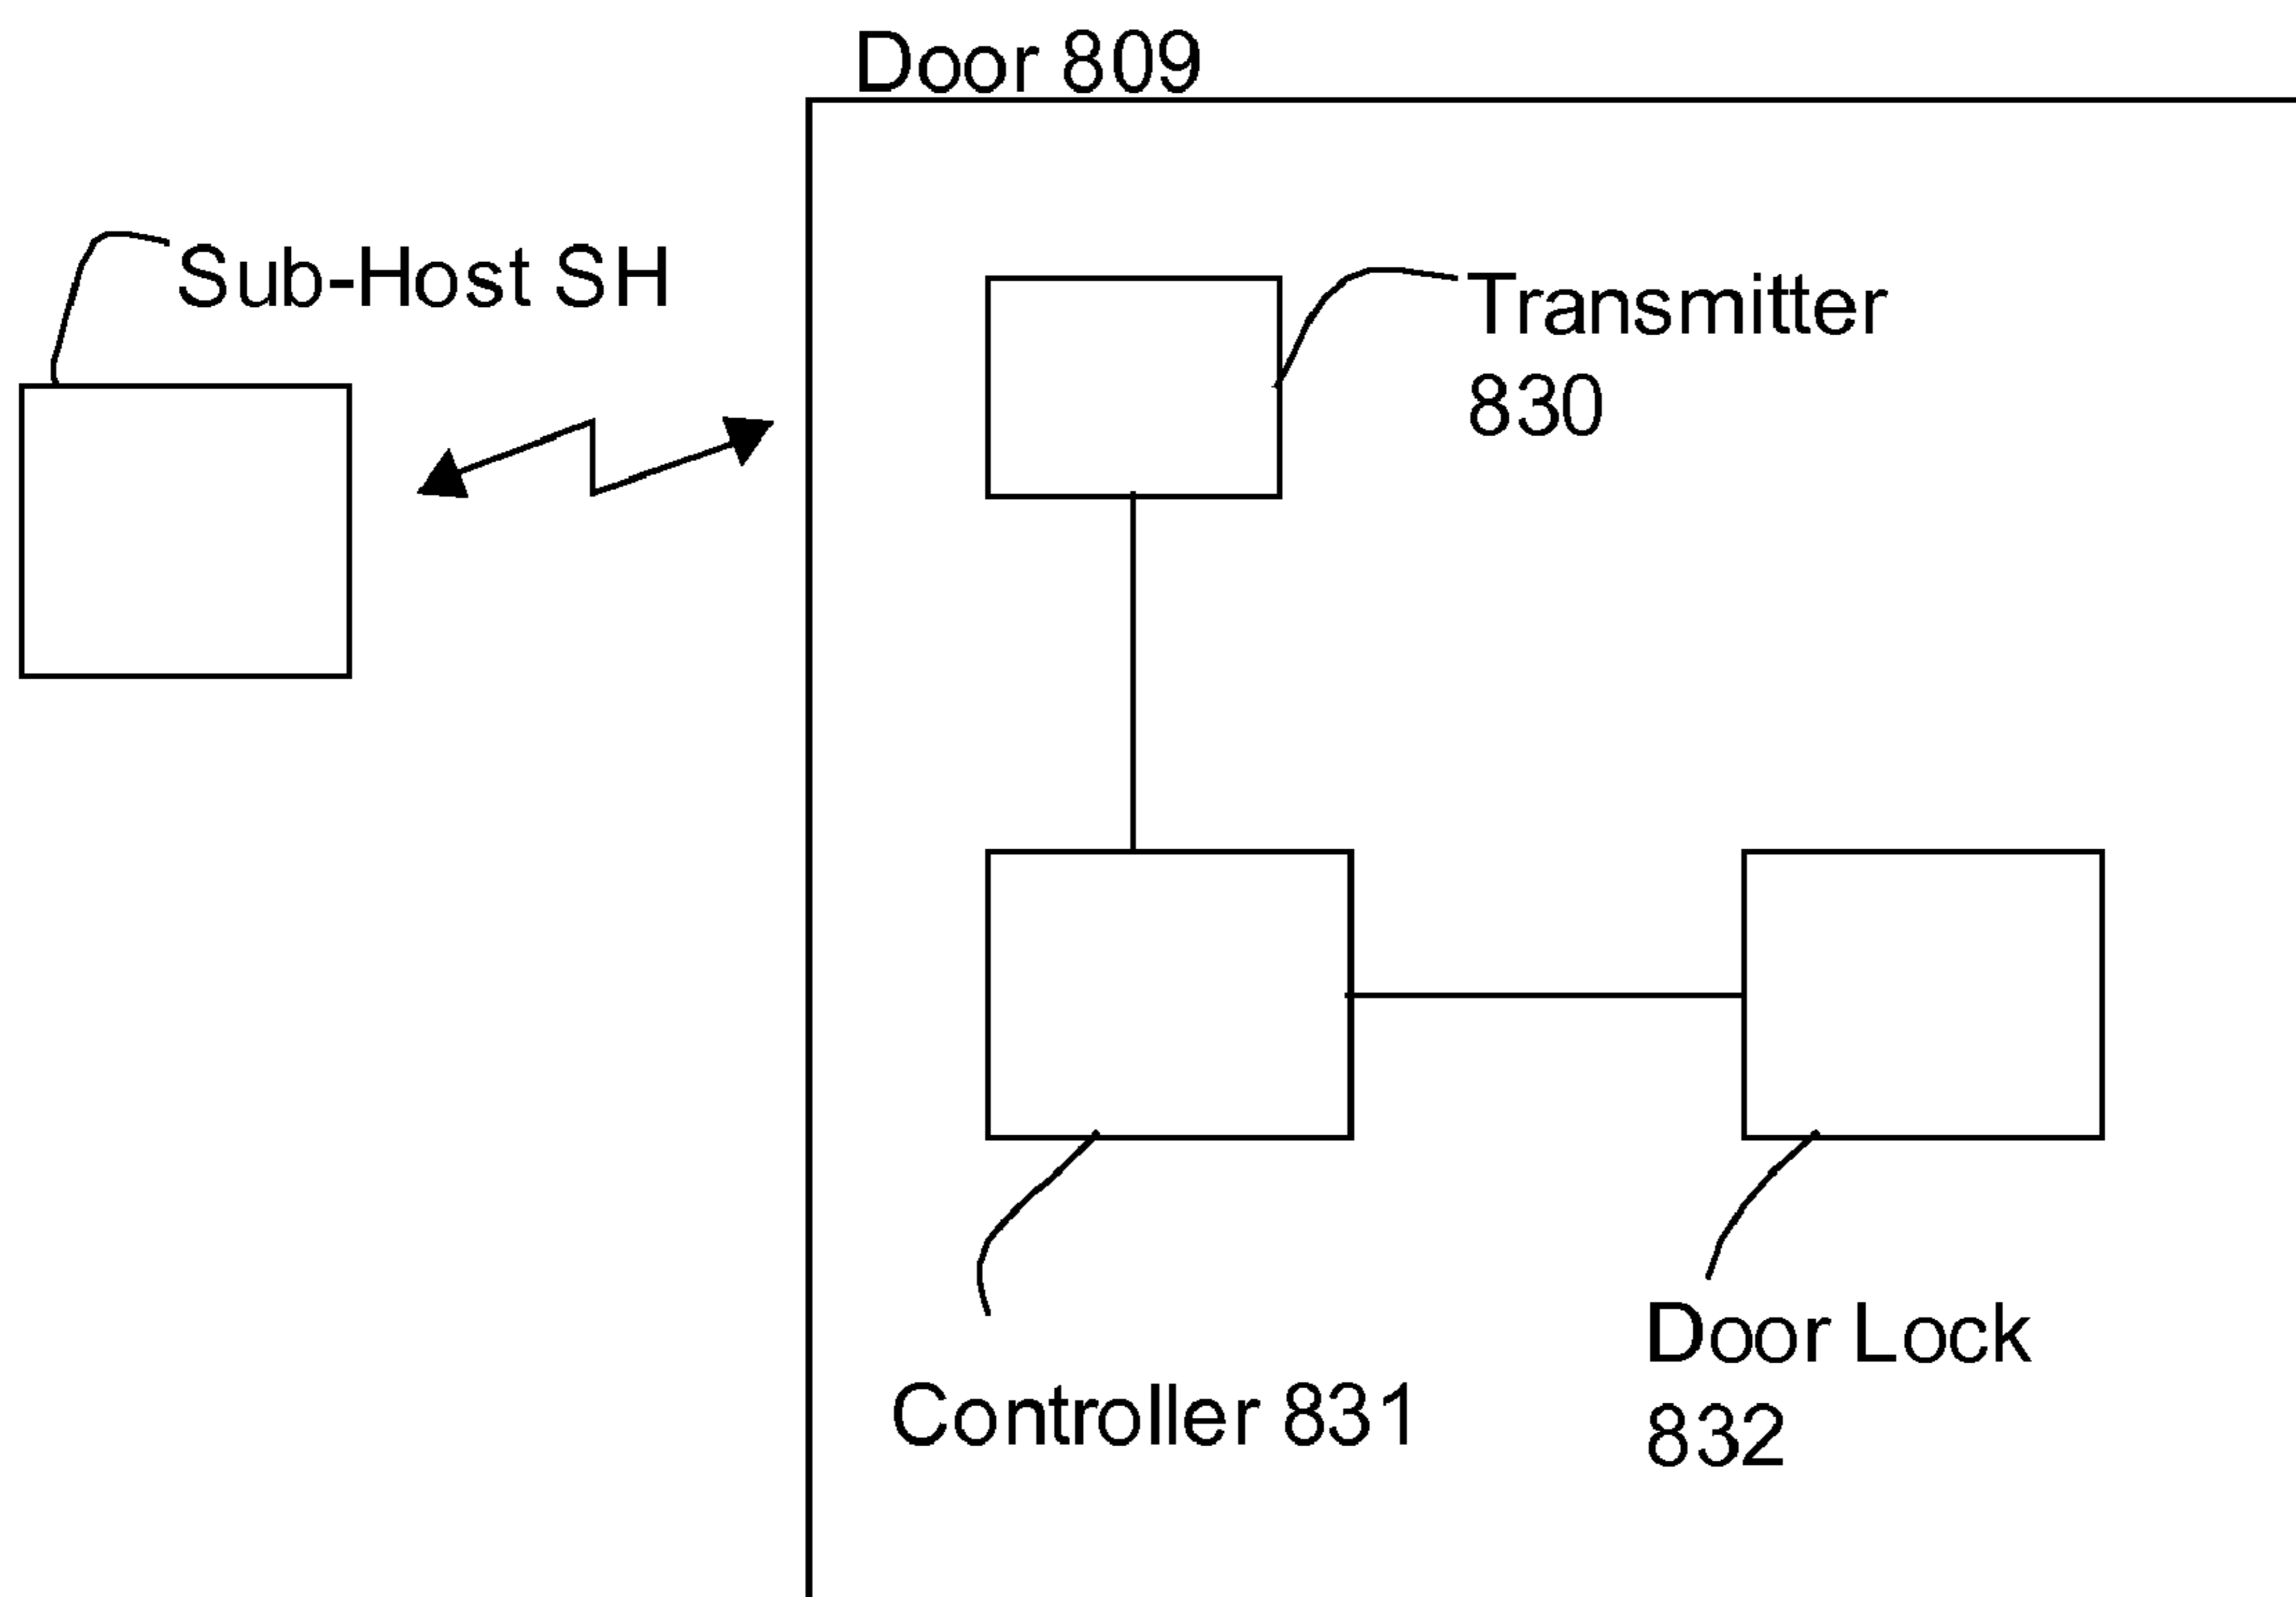 Door 809
Sub-Host SH
Transmitter
830
Controller 831
Door Lock
832